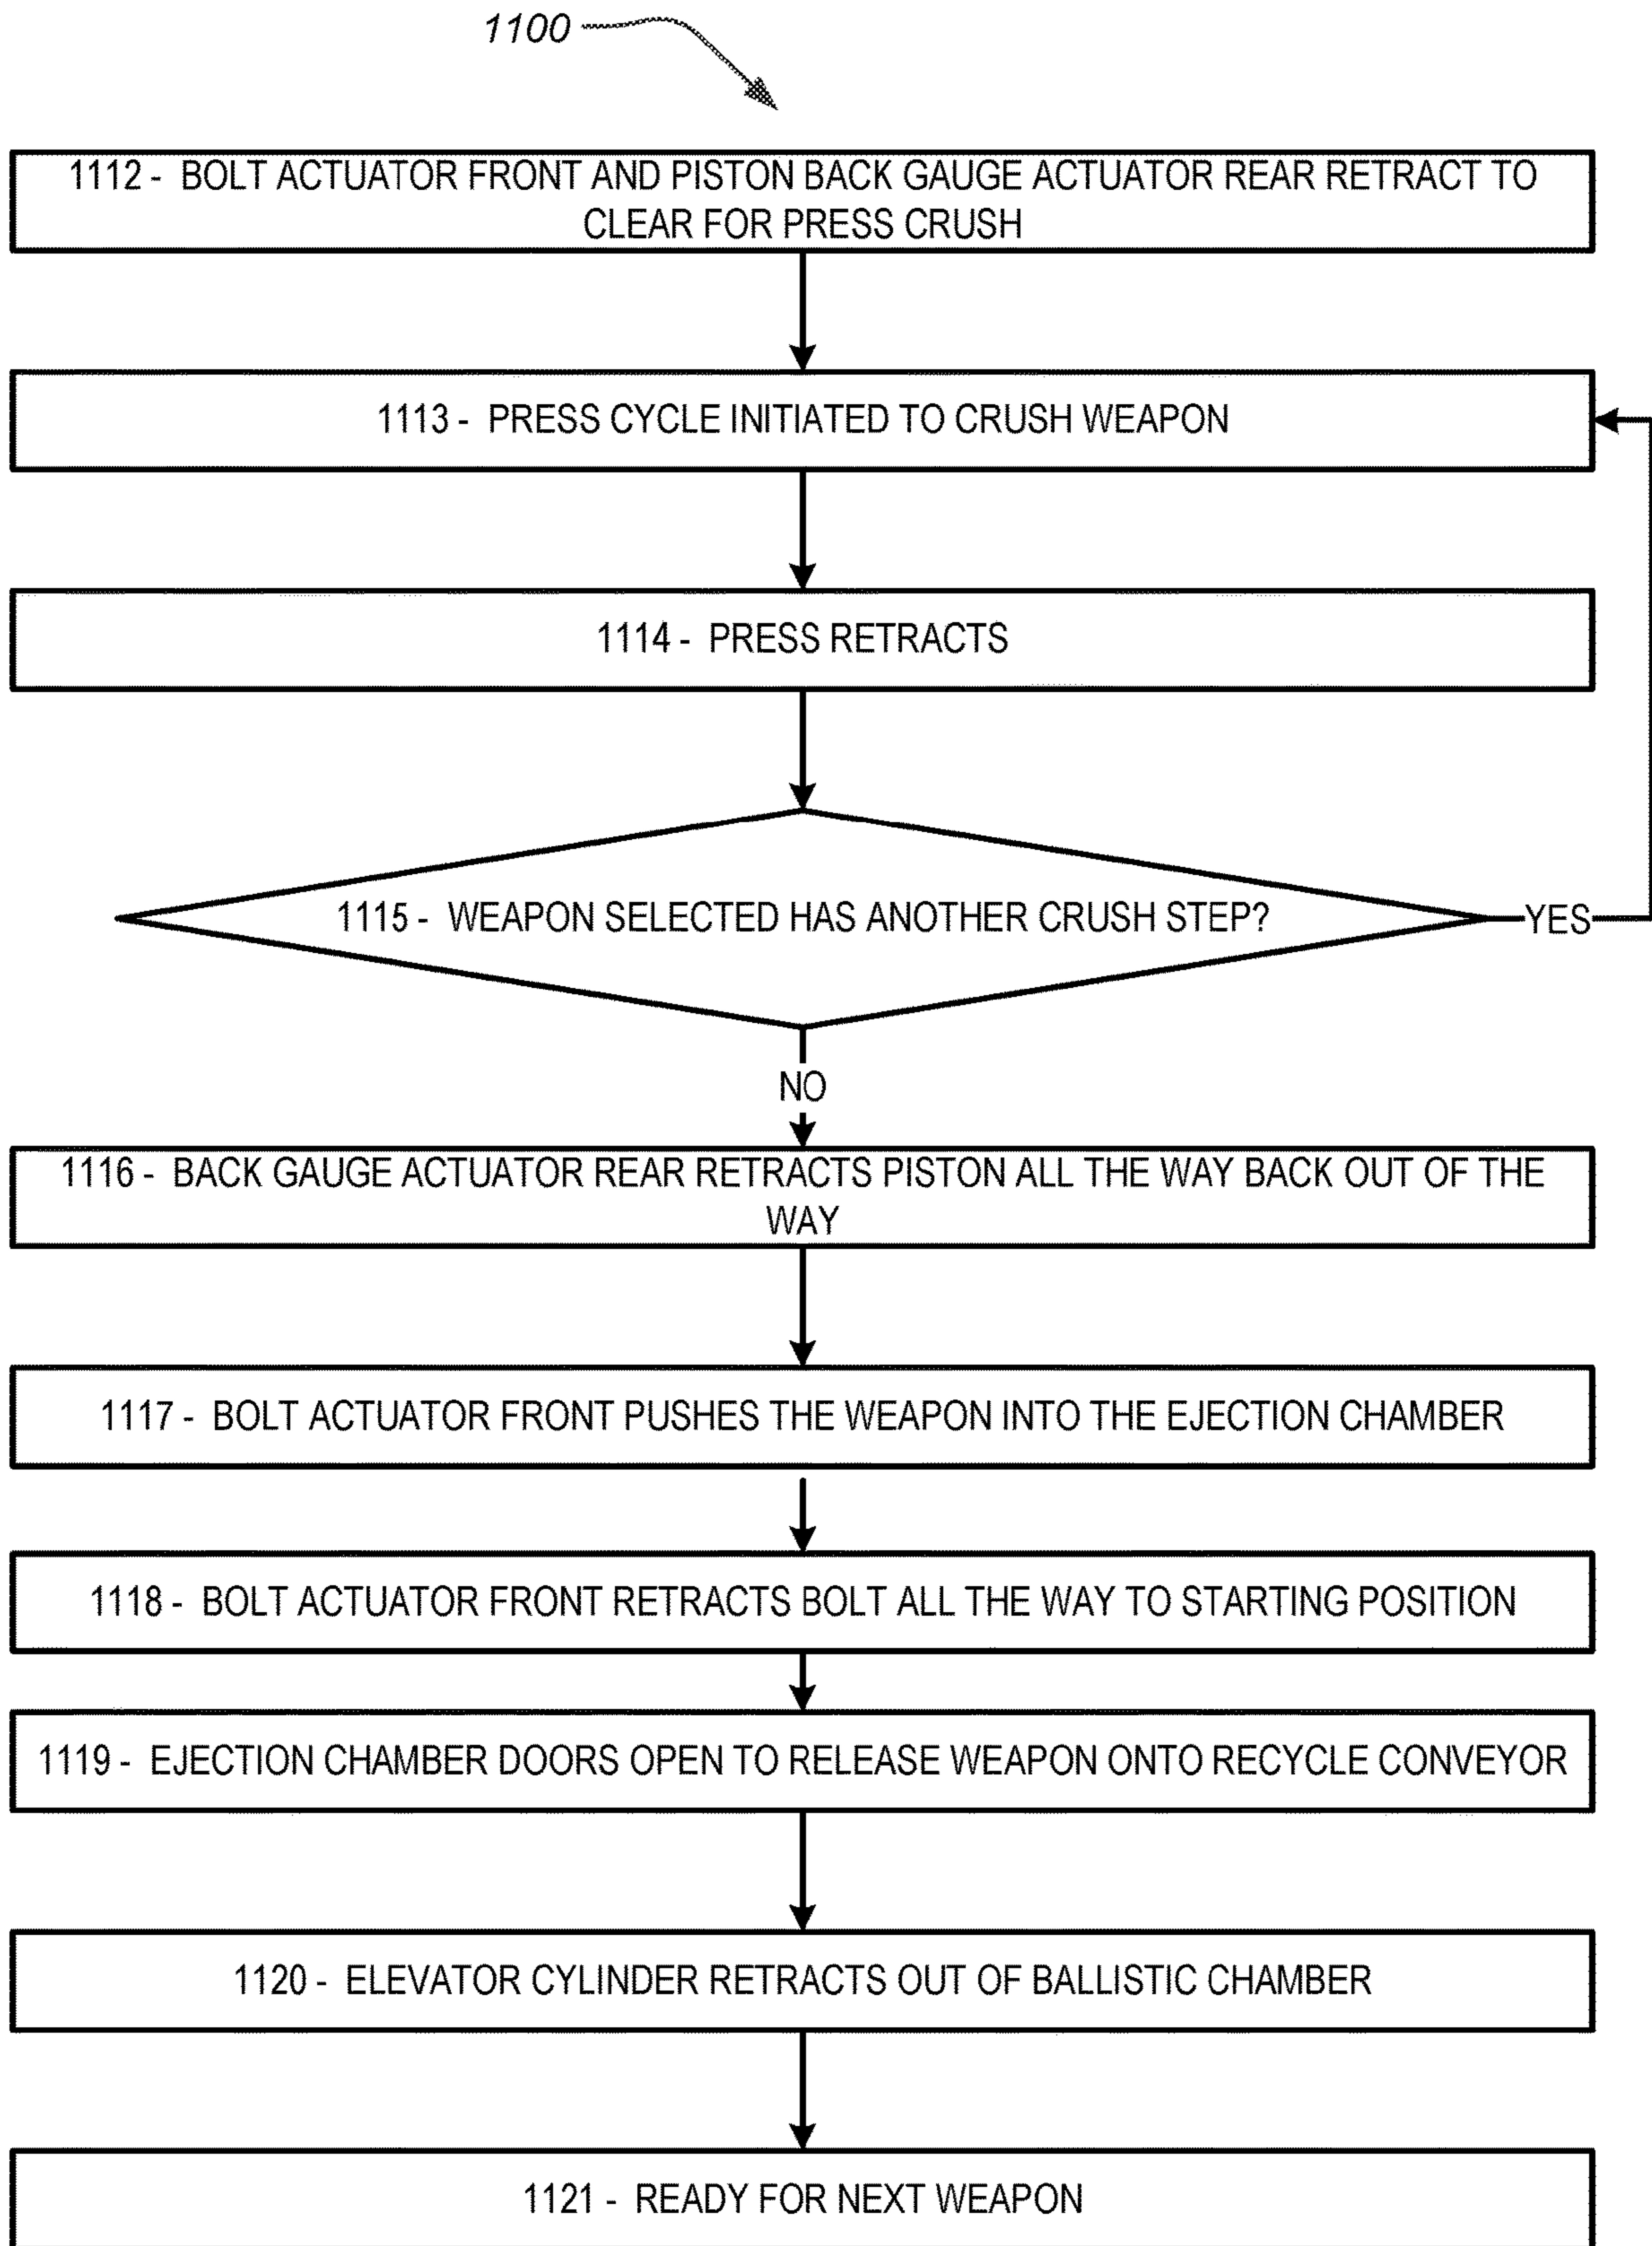 1100
1112 - BOLT ACTUATOR FRONT AND PISTON BACK GAUGE ACTUATOR REAR RETRACT TO
CLEAR FOR PRESS CRUSH
1113 - PRESS CYCLE INITIATED TO CRUSH WEAPON
1114 - PRESS RETRACTS
1115 - WEAPON SELECTED HAS ANOTHER CRUSH STEP?
YES
NO
1116 - BACK GAUGE ACTUATOR REAR RETRACTS PISTON ALL THE WAY BACK OUT OF THE
WAY
1117 - BOLT ACTUATOR FRONT PUSHES THE WEAPON INTO THE EJECTION CHAMBER
1118 - BOLT ACTUATOR FRONT RETRACTS BOLT ALL THE WAY TO STARTING POSITION
1119 - EJECTION CHAMBER DOORS OPEN TO RELEASE WEAPON ONTO RECYCLE CONVEYOR
1120 - ELEVATOR CYLINDER RETRACTS OUT OF BALLISTIC CHAMBER
1121 - READY FOR NEXT WEAPON